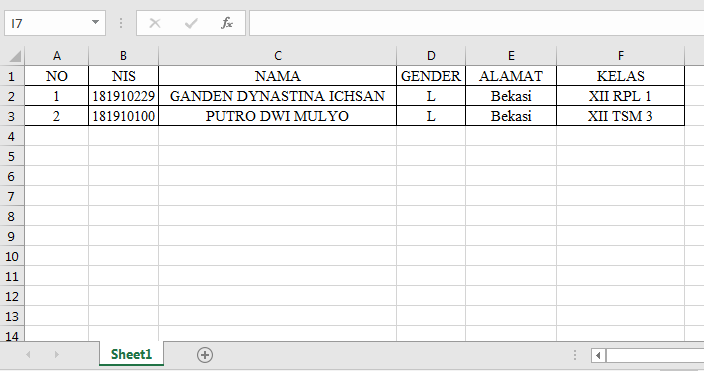 I7 fx
A B C D E F
1 NO NIS NAMA GENDER ALAMAT KELAS
2 1 181910229 GANDEN DYNASTINA ICHSAN L Bekasi XII RPL 1
3 2 181910100 PUTRO DWI MULYO L Bekasi XII TSM 3
4
5
6
7
8
9
10
11
12
13
14
Sheet1